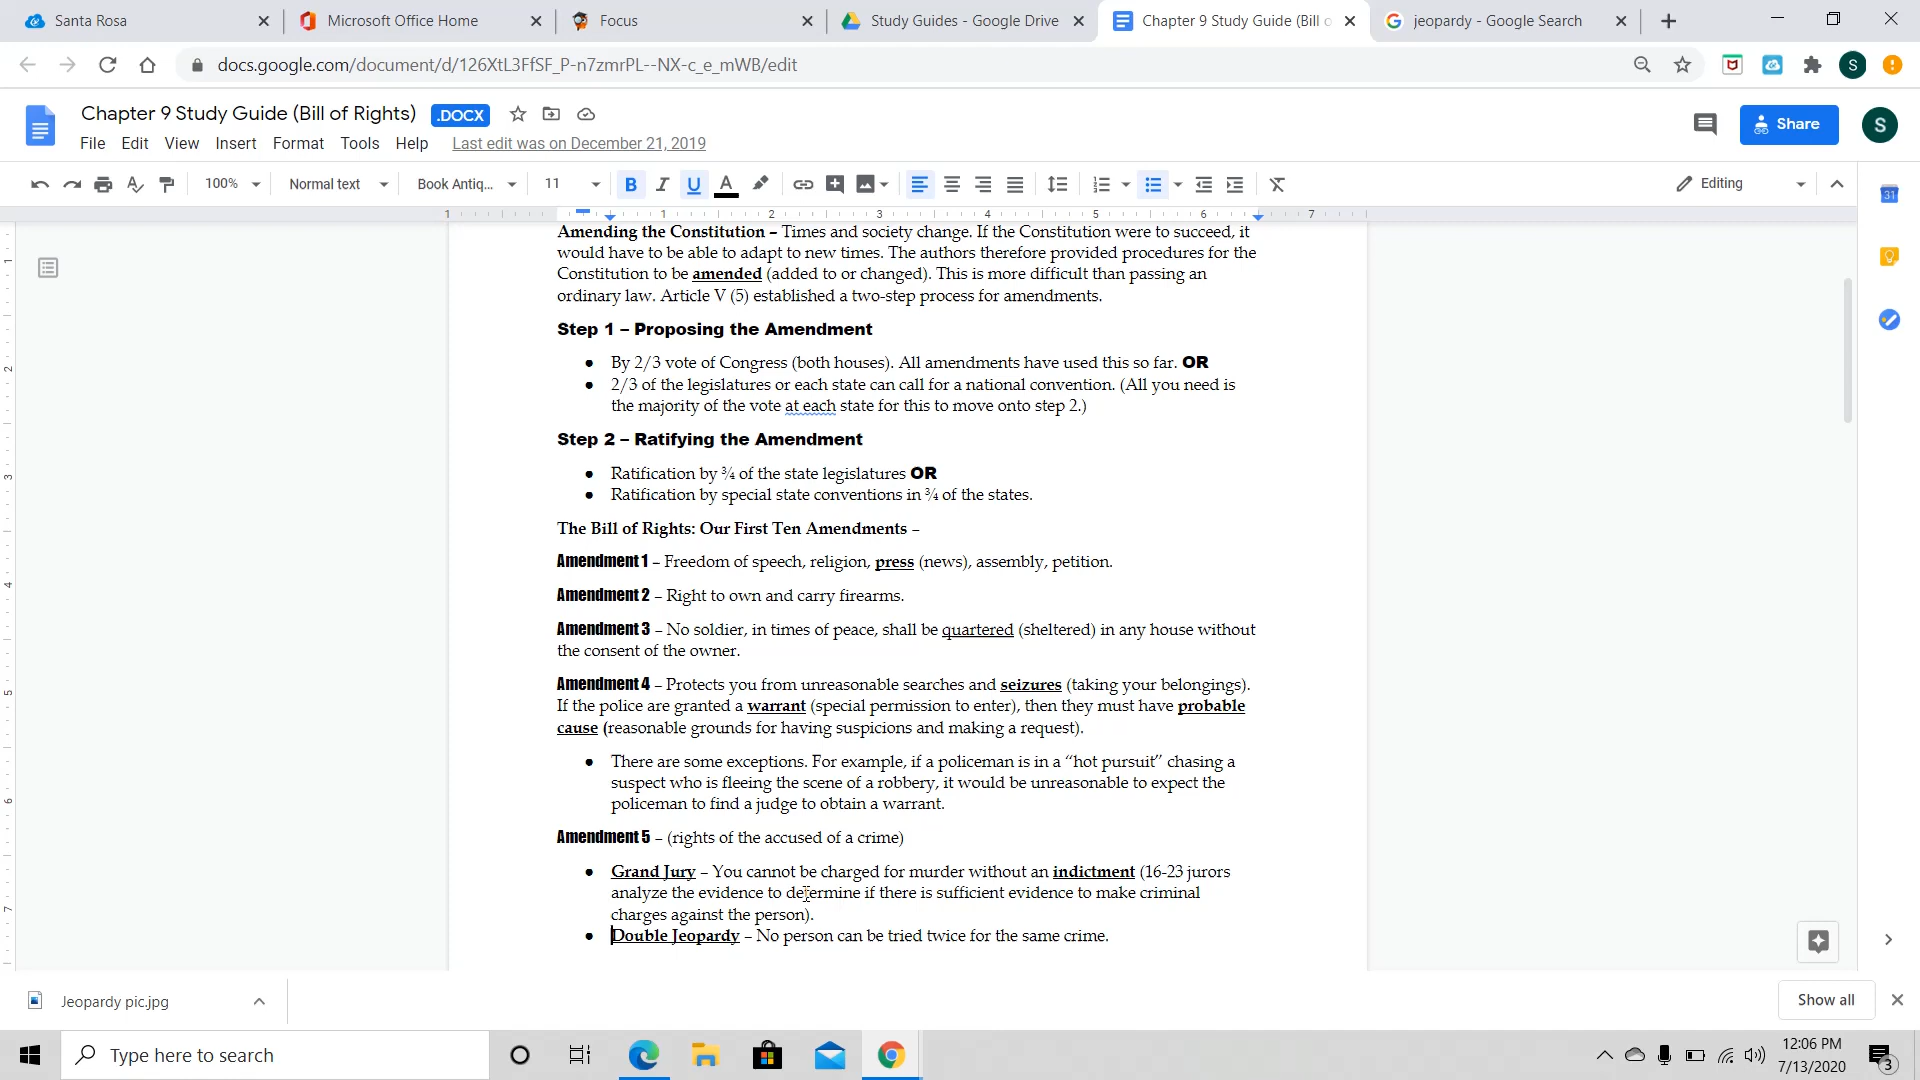 Santa Rosa
Microsoft Office Home
Focus
Study Guides - Google Drive
Chapter 9 Study Guide (Bill o
jeopardy - Google Search
docs.google.com/document/d/126XtL3FfSF_P-n7zmrPL--NX-c_e_mWB/edit
S
Chapter 9 Study Guide (Bill of Rights)
.DOCX
Share
S
File Edit View Insert Format Tools Help
Last edit was on December 21, 2019
100%
Normal text
Book Antiq...
11
B I U A
Editing
31
1 1 2 3 4 5 6 7
1
2
3
4
5
6
7
Amending the Constitution – Times and society change. If the Constitution were to succeed, it
would have to be able to adapt to new times. The authors therefore provided procedures for the
Constitution to be amended (added to or changed). This is more difficult than passing an
ordinary law. Article V (5) established a two-step process for amendments.
Step 1 – Proposing the Amendment
● By 2/3 vote of Congress (both houses). All amendments have used this so far. OR
● 2/3 of the legislatures or each state can call for a national convention. (All you need is
the majority of the vote at each state for this to move onto step 2.)
Step 2 – Ratifying the Amendment
● Ratification by ¾ of the state legislatures OR
● Ratification by special state conventions in ¾ of the states.
The Bill of Rights: Our First Ten Amendments –
Amendment 1 – Freedom of speech, religion, press (news), assembly, petition.
Amendment 2 – Right to own and carry firearms.
Amendment 3 – No soldier, in times of peace, shall be quartered (sheltered) in any house without
the consent of the owner.
Amendment 4 – Protects you from unreasonable searches and seizures (taking your belongings).
If the police are granted a warrant (special permission to enter), then they must have probable
cause (reasonable grounds for having suspicions and making a request).
● There are some exceptions. For example, if a policeman is in a “hot pursuit” chasing a
suspect who is fleeing the scene of a robbery, it would be unreasonable to expect the
policeman to find a judge to obtain a warrant.
Amendment 5 – (rights of the accused of a crime)
● Grand Jury – You cannot be charged for murder without an indictment (16-23 jurors
analyze the evidence to determine if there is sufficient evidence to make criminal
charges against the person).
● Double Jeopardy – No person can be tried twice for the same crime.
Jeopardy pic.jpg
Show all
Type here to search
12:06 PM
7/13/2020
3